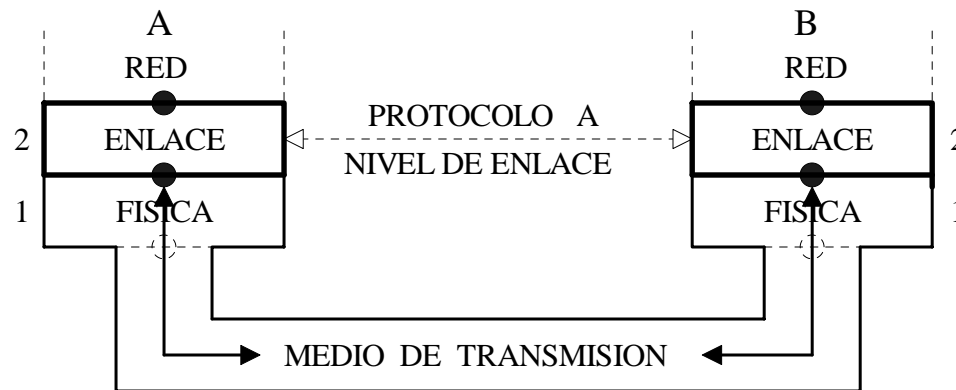 A
B
RED
RED
PROTOCOLO A
2
ENLACE
ENLACE
2
NIVEL DE ENLACE
1
FISICA
FISICA
1
MEDIO DE TRANSMISION